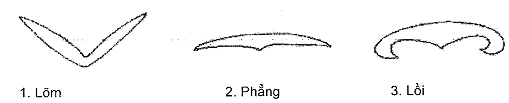 1. Lõm
2. Phẳng
3. Lồi